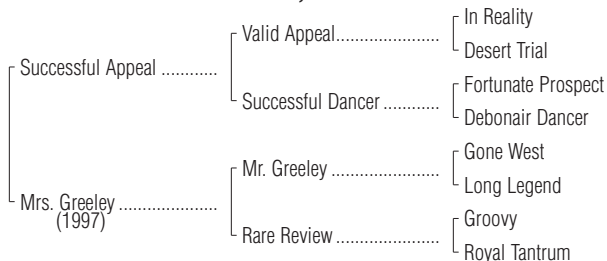 In Reality
Valid Appeal....................
Desert Trial
Successful Appeal ............
Fortunate Prospect
Successful Dancer ............
Debonair Dancer
Gone West
Mr. Greeley .....................
Long Legend
Mrs. Greeley .....................
(1997)
Groovy
Rare Review ....................
Royal Tantrum